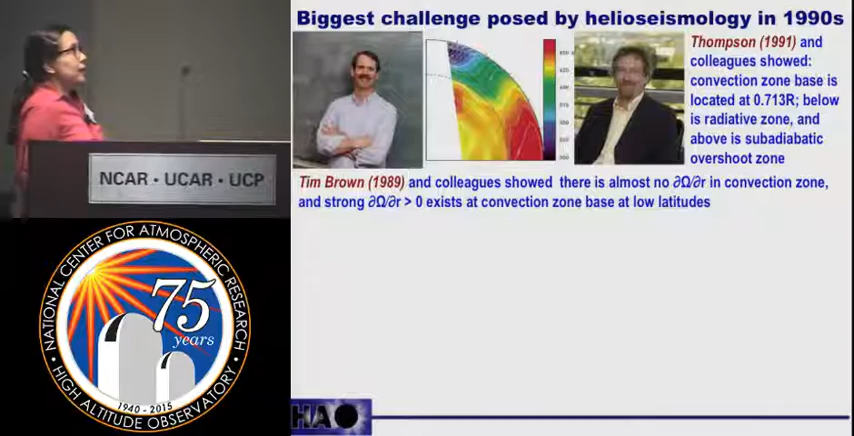 Biggest challenge posed by helioseismology in 1990s
Thompson (1991) and
colleagues showed:
convection zone base is
located at 0.713R; below
is radiative zone, and
above is subadiabatic
overshoot zone
Tim Brown (1989) and colleagues showed there is almost no ∂Ω/∂r in convection zone,
and strong ∂Ω/∂r > 0 exists at convection zone base at low latitudes
NCAR · UCAR · UCP
NATIONAL CENTER FOR ATMOSPHERIC RESEARCH
75
years
1940 - 2015
HIGH ALTITUDE OBSERVATORY
HAO